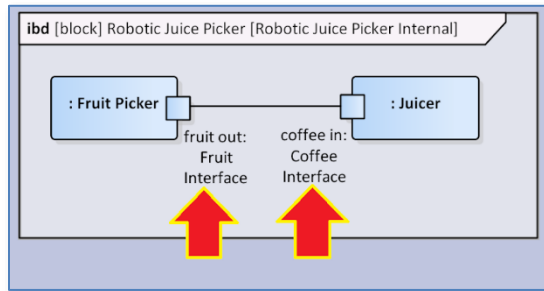 ibd [block] Robotic Juice Picker [Robotic Juice Picker Internal]
: Fruit Picker
: Juicer
fruit out:
Fruit
Interface
coffee in:
Coffee
Interface